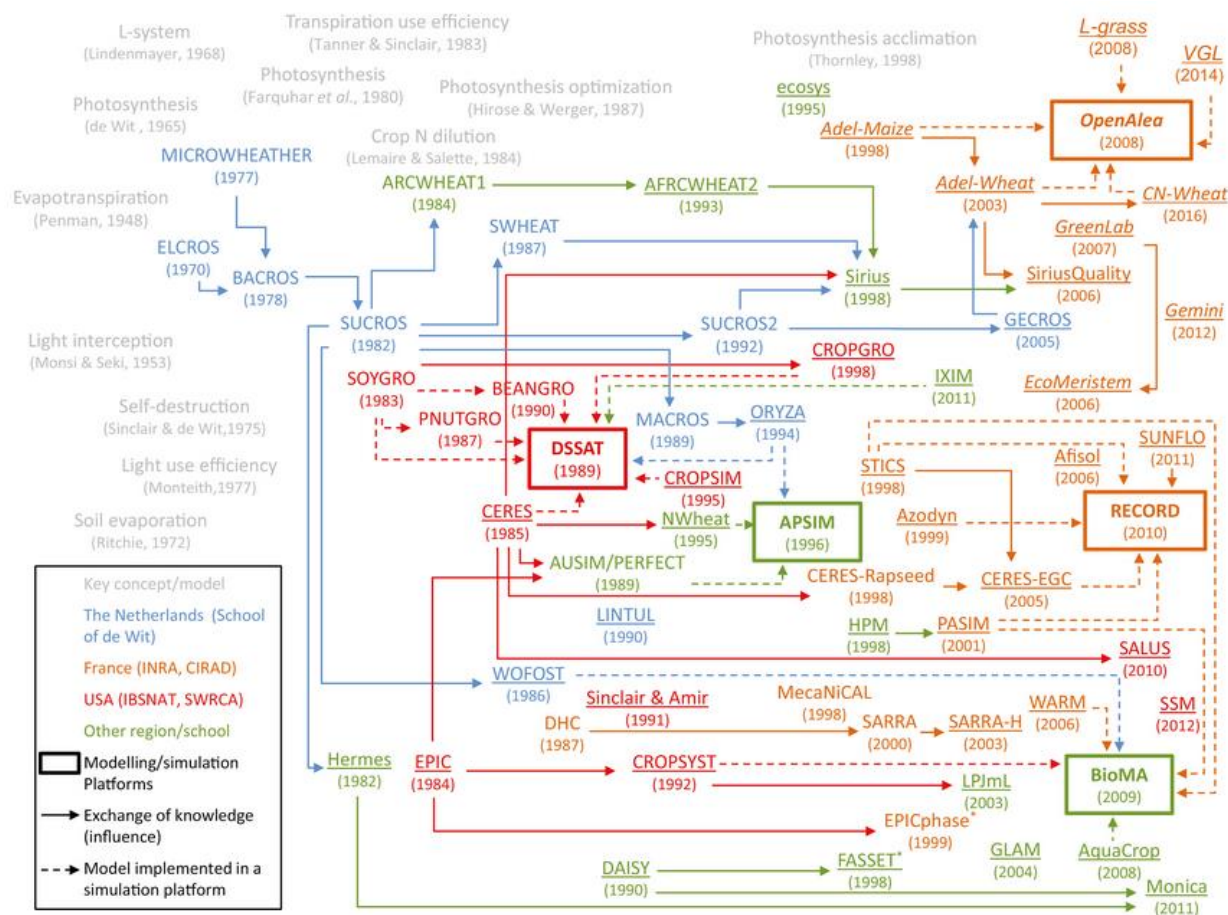 L-system
(Lindenmayer, 1968)
Transpiration use efficiency
(Tanner & Sinclair, 1983)
Photosynthesis acclimation
(Thornley, 1998)
L-grass
(2008)
VGL
(2014)
Photosynthesis
(Farquhar et al., 1980)
Photosynthesis optimization
(Hirose & Werger, 1987)
ecosys
(1995)
Photosynthesis
(de Wit , 1965)
OpenAlea
(2008)
Adel-Maize
(1998)
Crop N dilution
(Lemaire & Salette, 1984)
MICROWHEATHER
(1977)
ARCWHEAT1
(1984)
AFRCWHEAT2
(1993)
Adel-Wheat
(2003)
CN-Wheat
(2016)
Evapotranspiration
(Penman, 1948)
SWHEAT
(1987)
GreenLab
(2007)
ELCROS
(1970)
BACROS
(1978)
Sirius
(1998)
SiriusQuality
(2006)
Gemini
(2012)
SUCROS
(1982)
SUCROS2
(1992)
GECROS
(2005)
Light interception
(Monsi & Seki, 1953)
CROPGRO
(1998)
SOYGRO
(1983)
BEANGRO
(1990)
IXIM
(2011)
EcoMeristem
(2006)
Self-destruction
(Sinclair & de Wit,1975)
PNUTGRO
(1987)
MACROS
(1989)
ORYZA
(1994)
DSSAT
(1989)
SUNFLO
(2011)
Light use efficiency
(Monteith,1977)
CROPSIM
(1995)
STICS
(1998)
Afisol
(2006)
Soil evaporation
(Ritchie, 1972)
CERES
(1985)
NWheat
(1995)
APSIM
(1996)
Azodyn
(1999)
RECORD
(2010)
AUSIM/PERFECT
(1989)
CERES-Rapseed
(1998)
CERES-EGC
(2005)
LINTUL
(1990)
HPM
(1998)
PASIM
(2001)
SALUS
(2010)
WOFOST
(1986)
Sinclair & Amir
(1991)
MecaNiCAL
(1998)
WARM
(2006)
SSM
(2012)
DHC
(1987)
SARRA
(2000)
SARRA-H
(2003)
Hermes
(1982)
EPIC
(1984)
CROPSYST
(1992)
LPJmL
(2003)
BioMA
(2009)
EPICphase*
(1999)
DAISY
(1990)
FASSET*
(1998)
GLAM
(2004)
AquaCrop
(2008)
Monica
(2011)
Key concept/model
The Netherlands (School
of de Wit)
France (INRA, CIRAD)
USA (IBSNAT, SWRCA)
Other region/school
Modelling/simulation
Platforms
Exchange of knowledge
(influence)
Model implemented in a
simulation platform